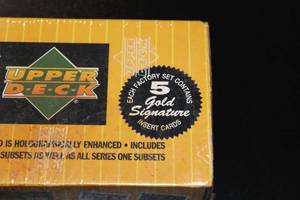 UPPER
D·E·C·K
EACH FACTORY SET CONTAINS
5
Gold
Signature
INSERT CARDS
D IS HOLOGRAPHICALLY ENHANCED • INCLUDES
SUBSETS AS WELL AS ALL SERIES ONE SUBSETS